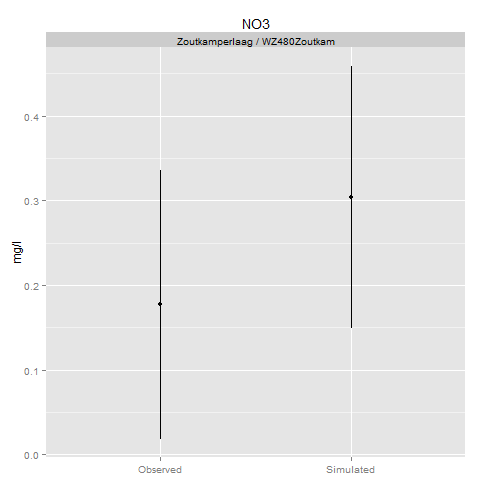 NO3
Zoutkamperlaag / WZ480Zoutkam
mg/l
0.4
0.3
0.2
0.1
0.0
Observed
Simulated